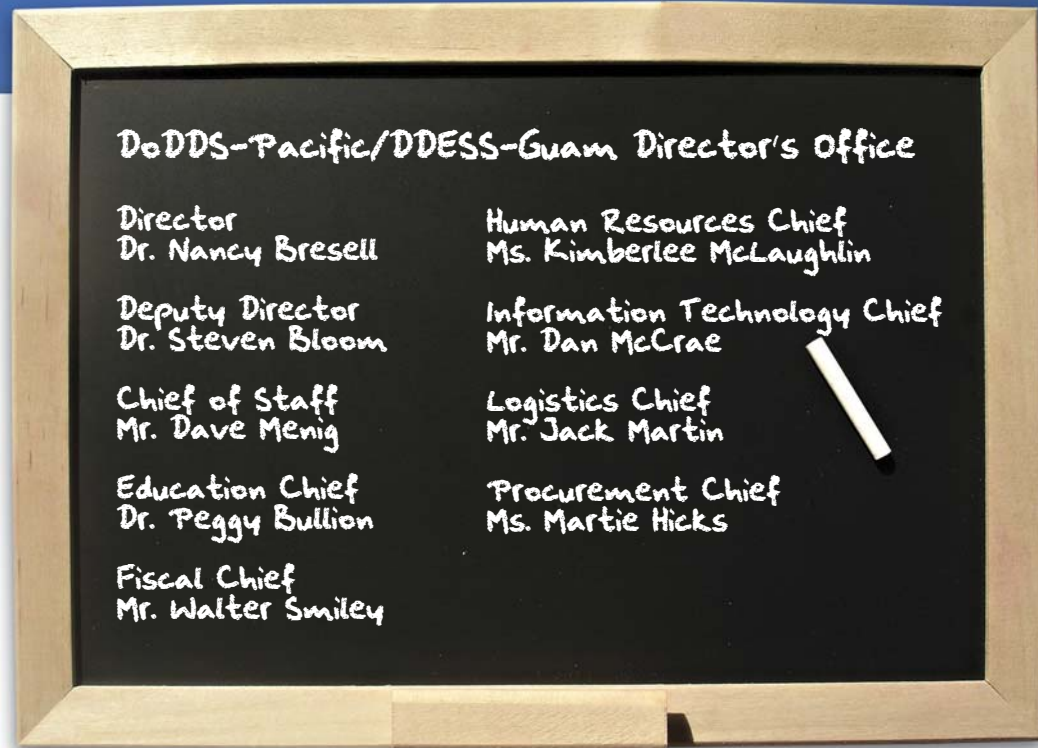 DoDDS-Pacific/DDESS-Guam Director's Office
Director
Dr. Nancy Bresell
Deputy Director
Dr. Steven Bloom
Chief of Staff
Mr. Dave Menig
Education Chief
Dr. Peggy Bullion
Fiscal Chief
Mr. Walter Smiley
Human Resources Chief
Ms. Kimberlee McLaughlin
Information Technology Chief
Mr. Dan McCrae
Logistics Chief
Mr. Jack Martin
Procurement Chief
Ms. Martie Hicks